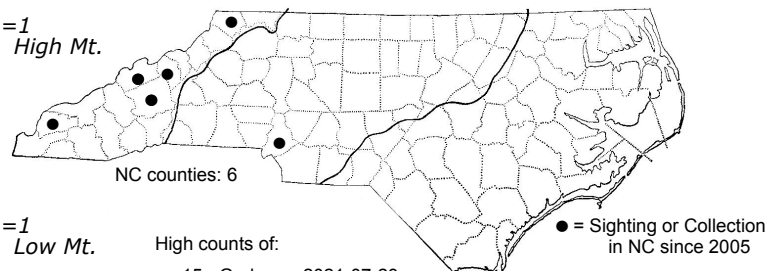 =1
High Mt.
NC counties: 6
=1
Low Mt.
High counts of:
● = Sighting or Collection
in NC since 2005